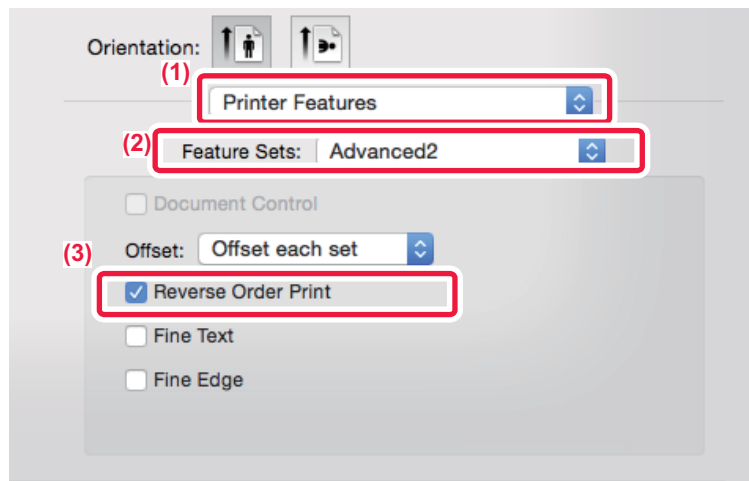 Orientation:
(1)
Printer Features
(2)
Feature Sets: Advanced2
Document Control
(3)
Offset: Offset each set
Reverse Order Print
Fine Text
Fine Edge